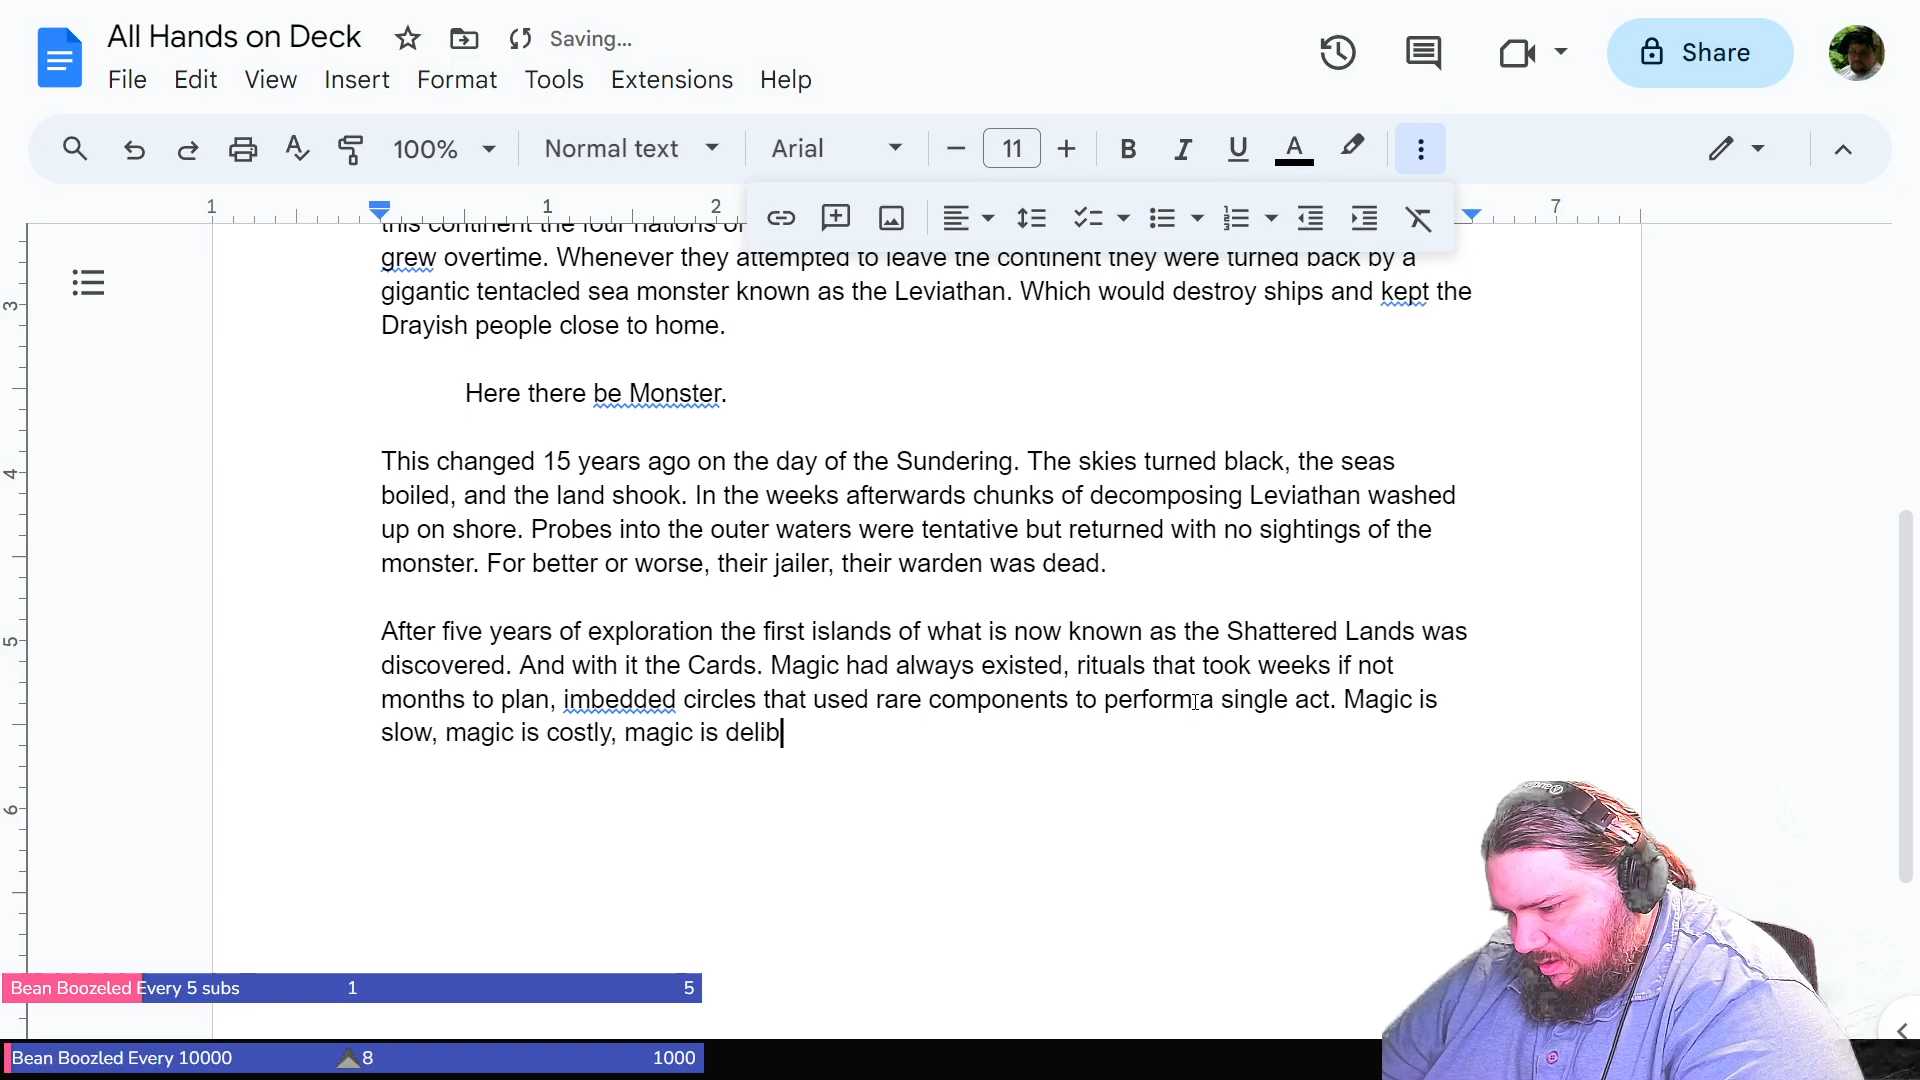 All Hands on Deck
Saving...
File Edit View Insert Format Tools Extensions Help
Share
100% Normal text Arial 11
1 1 2 7
grew overtime. Whenever they attempted to leave the continent they were turned back by a
gigantic tentacled sea monster known as the Leviathan. Which would destroy ships and kept the
Drayish people close to home.
Here there be Monster.
This changed 15 years ago on the day of the Sundering. The skies turned black, the seas
boiled, and the land shook. In the weeks afterwards chunks of decomposing Leviathan washed
up on shore. Probes into the outer waters were tentative but returned with no sightings of the
monster. For better or worse, their jailer, their warden was dead.
After five years of exploration the first islands of what is now known as the Shattered Lands was
discovered. And with it the Cards. Magic had always existed, rituals that took weeks if not
months to plan, imbedded circles that used rare components to perform a single act. Magic is
slow, magic is costly, magic is delib
3
4
5
6
Bean Boozeled Every 5 subs 1 5
Bean Boozled Every 10000 8 1000